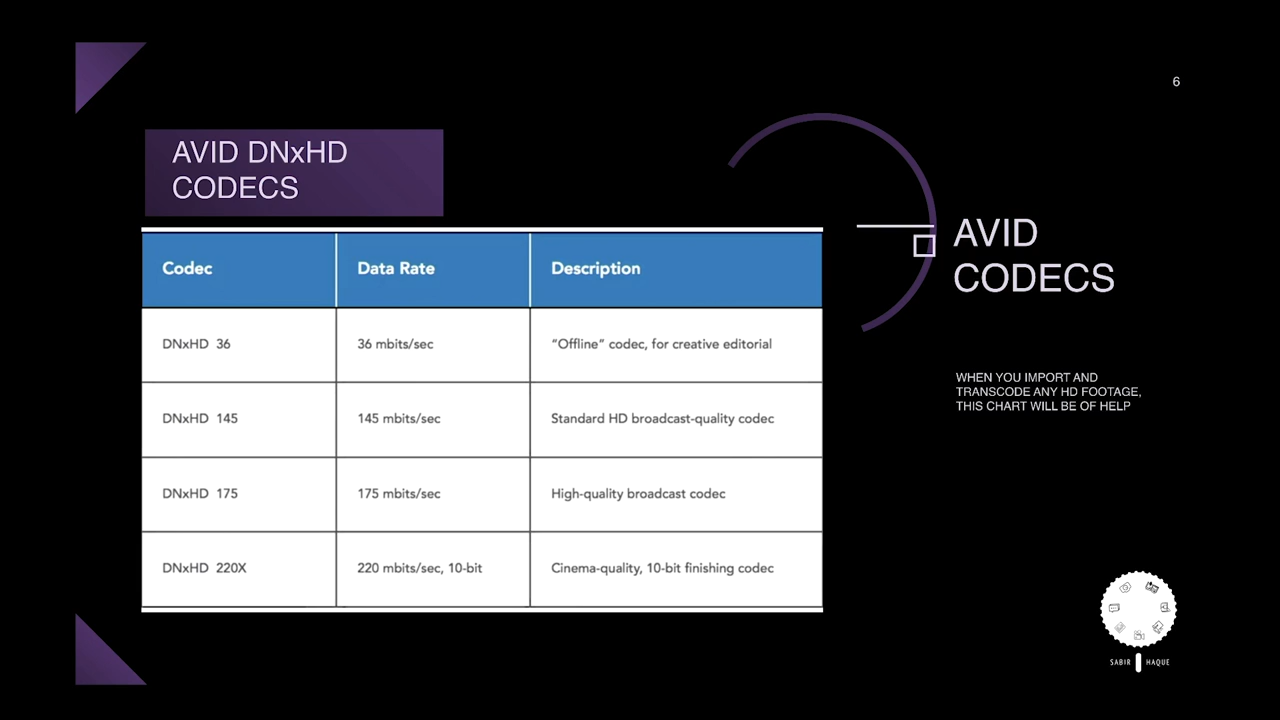 6
AVID DNxHD
CODECS
Codec Data Rate Description
DNxHD 36 36 mbits/sec “Offline” codec, for creative editorial
DNxHD 145 145 mbits/sec Standard HD broadcast-quality codec
DNxHD 175 175 mbits/sec High-quality broadcast codec
DNxHD 220X 220 mbits/sec, 10-bit Cinema-quality, 10-bit finishing codec
AVID
CODECS
WHEN YOU IMPORT AND
TRANSCODE ANY HD FOOTAGE,
THIS CHART WILL BE OF HELP
SABIR HAQUE